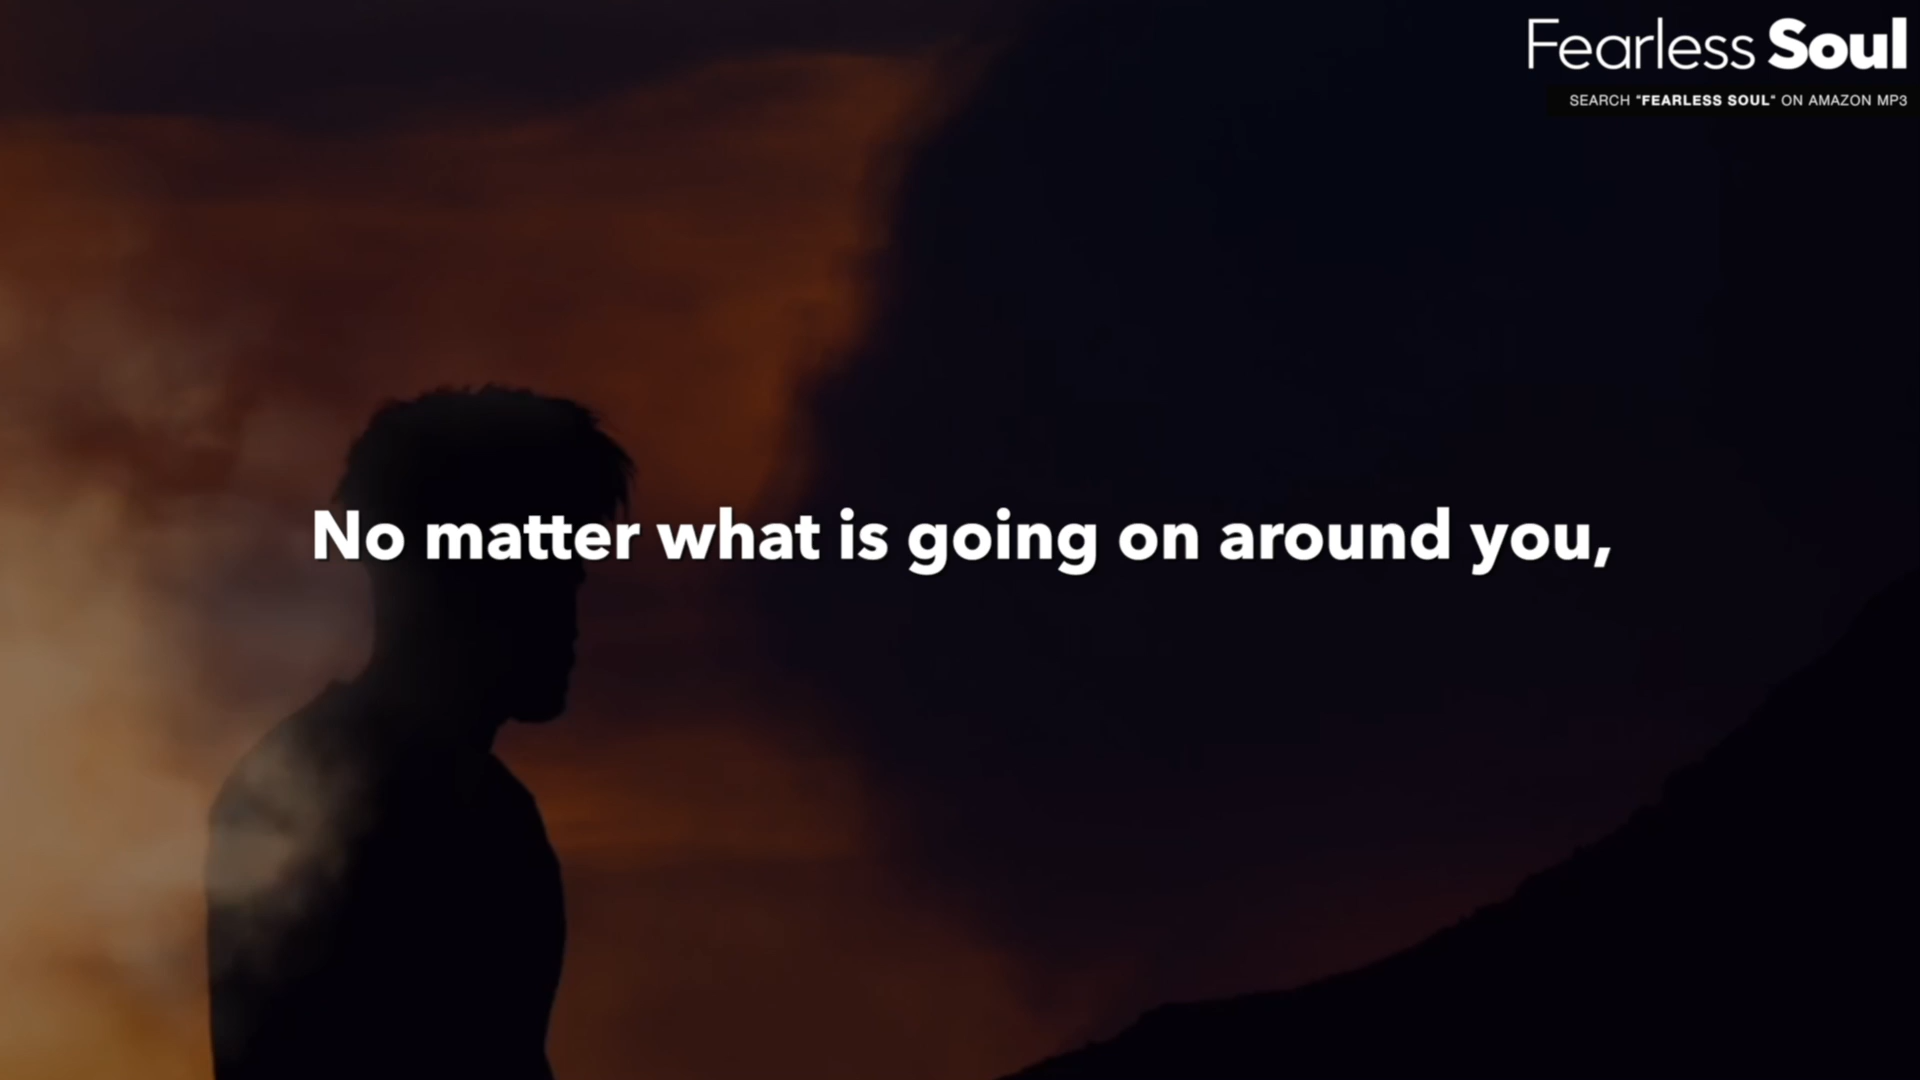 Fearless Soul
SEARCH "FEARLESS SOUL" ON AMAZON MP3
No matter what is going on around you,